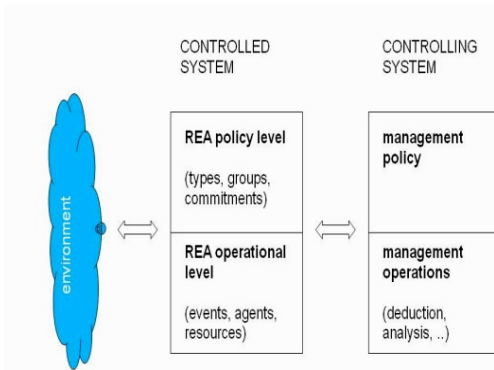 CONTROLLED
SYSTEM
CONTROLLING
SYSTEM
environment
REA policy level
(types, groups,
commitments)
REA operational
level
(events, agents,
resources)
management
policy
management
operations
(deduction,
analysis, ..)